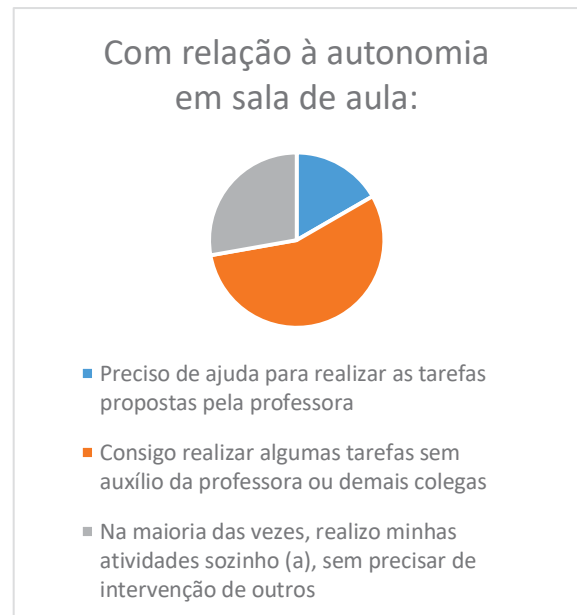 Com relação à autonomia
em sala de aula:
Preciso de ajuda para realizar as tarefas
propostas pela professora
Consigo realizar algumas tarefas sem
auxílio da professora ou demais colegas
Na maioria das vezes, realizo minhas
atividades sozinho (a), sem precisar de
intervenção de outros